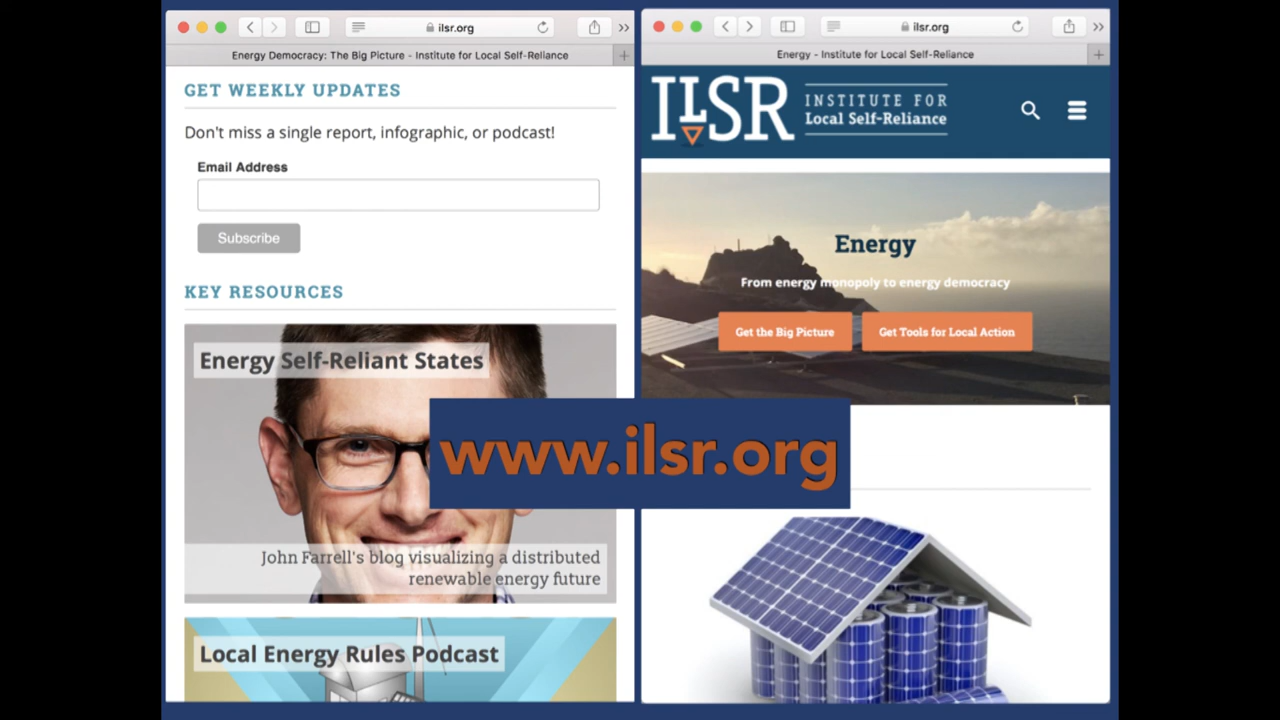 ilsr.org
Energy Democracy: The Big Picture - Institute for Local Self-Reliance
GET WEEKLY UPDATES
Don't miss a single report, infographic, or podcast!
Email Address
Subscribe
KEY RESOURCES
Energy Self-Reliant States
John Farrell's blog visualizing a distributed
renewable energy future
Local Energy Rules Podcast
ilsr.org
Energy - Institute for Local Self-Reliance
ILSR
INSTITUTE FOR
Local Self-Reliance
Energy
From energy monopoly to energy democracy
Get the Big Picture
Get Tools for Local Action
www.ilsr.org